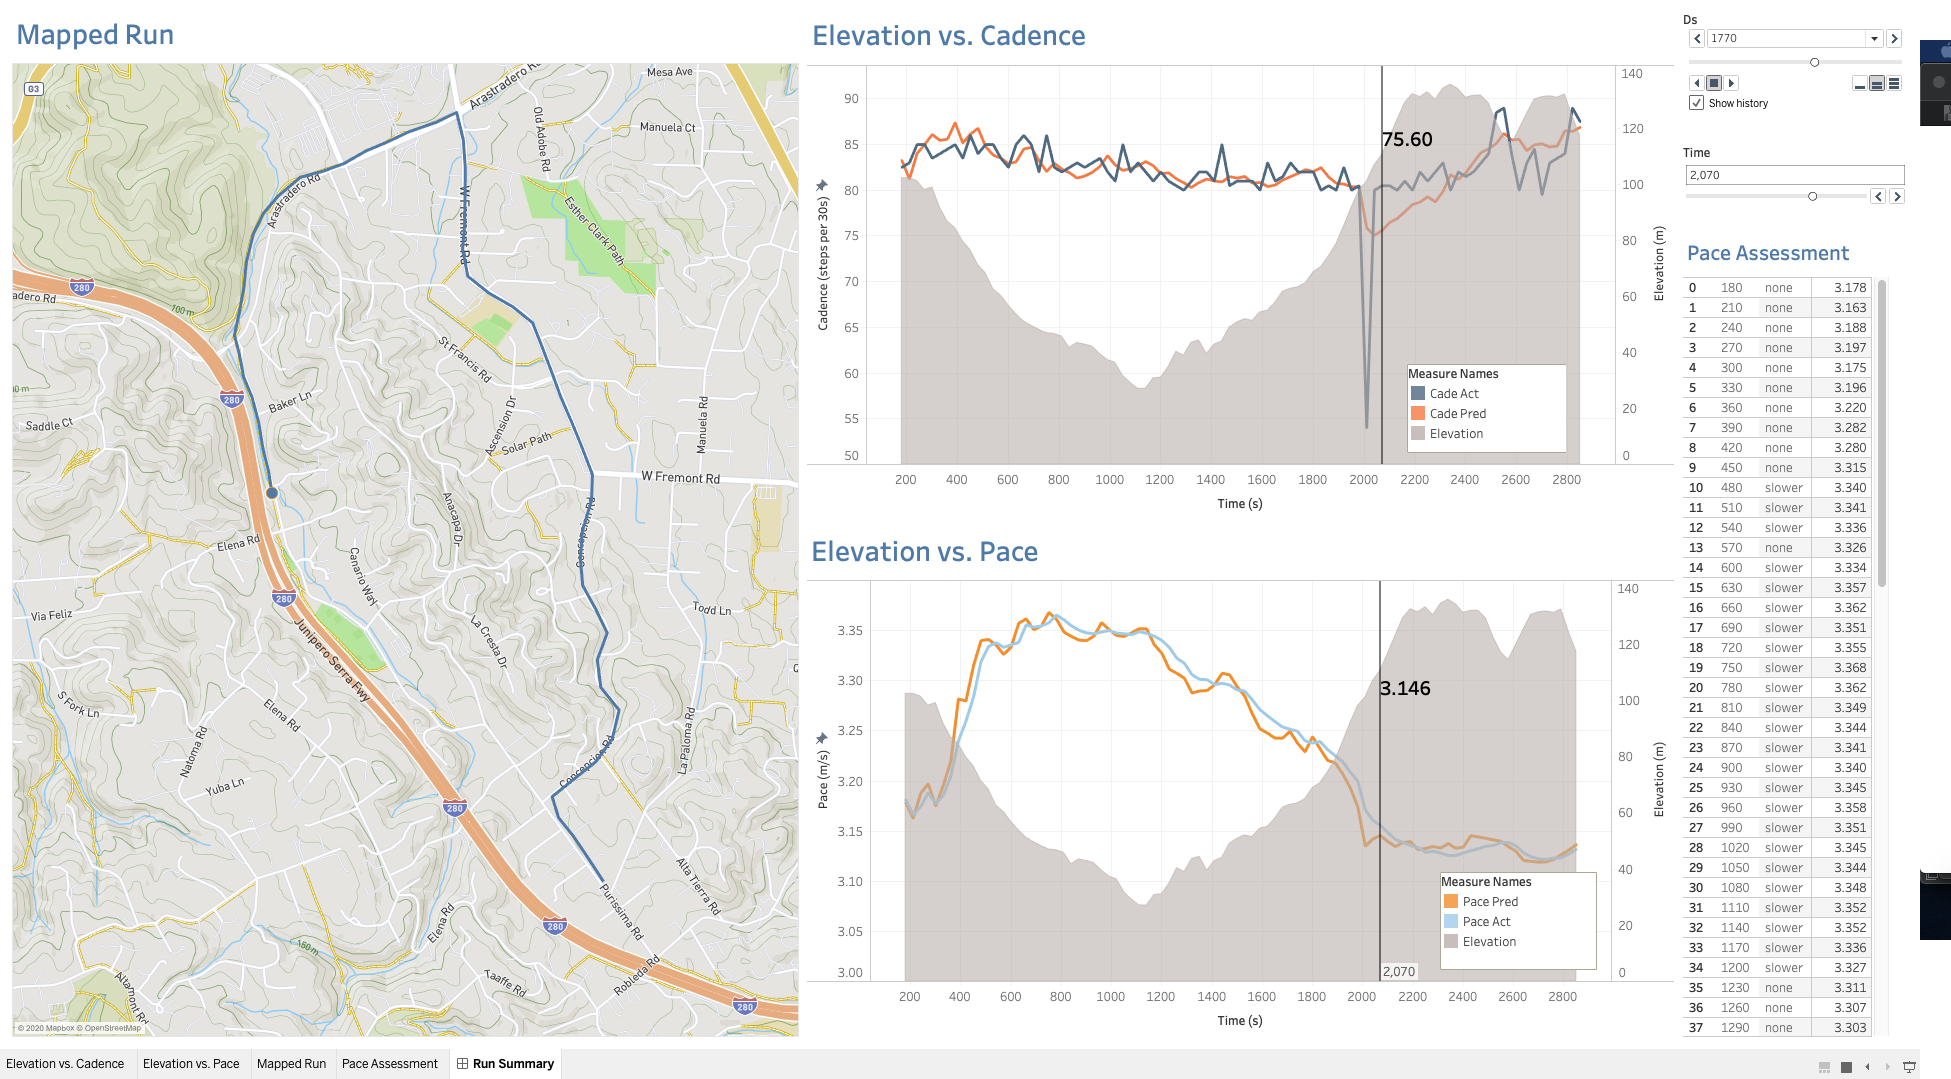 Mapped Run
G3
Arastradero Rd
Mesa Ave
Manuela Ct
Old Adobe Rd
Arastradero Rd
W Fremont Rd
Esther Clark Path
280
adero Rd
100 m
St Francis Rd
280
Baker Ln
Saddle Ct
Ascension Dr
Solar Path
Manuela Rd
W Fremont Rd
Anacapa Dr
Concepcion Rd
Elena Rd
Canario Way
280
Via Feliz
Todd Ln
Junipero Serra Fwy
La Cresta Dr
S Fork Ln
Elena Rd
Natoma Rd
La Paloma Rd
Concepcion Rd
Yuba Ln
280
Alta Tierra Rd
Purissima Rd
Elena Rd
280
150 m
Taaffe Rd
Robleda Rd
Altamont Rd
280
© 2020 Mapbox © OpenStreetMap
Elevation vs. Cadence
Cadence (steps per 30s)
90
85
80
75
70
65
60
55
50
75.60
140
120
100
80
60
40
20
0
Elevation (m)
Measure Names
Cade Act
Cade Pred
Elevation
200 400 600 800 1000 1200 1400 1600 1800 2000 2200 2400 2600 2800
Time (s)
Elevation vs. Pace
Pace (m/s)
3.35
3.30
3.25
3.20
3.15
3.10
3.05
3.00
3.146
140
120
100
80
60
40
20
0
Elevation (m)
Measure Names
Pace Pred
Pace Act
Elevation
2,070
200 400 600 800 1000 1200 1400 1600 1800 2000 2200 2400 2600 2800
Time (s)
Ds
1770
Show history
Time
2,070
Pace Assessment
0 180 none 3.178
1 210 none 3.163
2 240 none 3.188
3 270 none 3.197
4 300 none 3.175
5 330 none 3.196
6 360 none 3.220
7 390 none 3.282
8 420 none 3.280
9 450 none 3.315
10 480 slower 3.340
11 510 slower 3.341
12 540 slower 3.336
13 570 none 3.326
14 600 slower 3.334
15 630 slower 3.357
16 660 slower 3.362
17 690 slower 3.351
18 720 slower 3.355
19 750 slower 3.368
20 780 slower 3.362
21 810 slower 3.349
22 840 slower 3.344
23 870 slower 3.341
24 900 slower 3.340
25 930 slower 3.345
26 960 slower 3.358
27 990 slower 3.351
28 1020 slower 3.345
29 1050 slower 3.344
30 1080 slower 3.348
31 1110 slower 3.352
32 1140 slower 3.352
33 1170 slower 3.336
34 1200 slower 3.327
35 1230 none 3.311
36 1260 none 3.307
37 1290 none 3.303
Elevation vs. Cadence
Elevation vs. Pace
Mapped Run
Pace Assessment
Run Summary